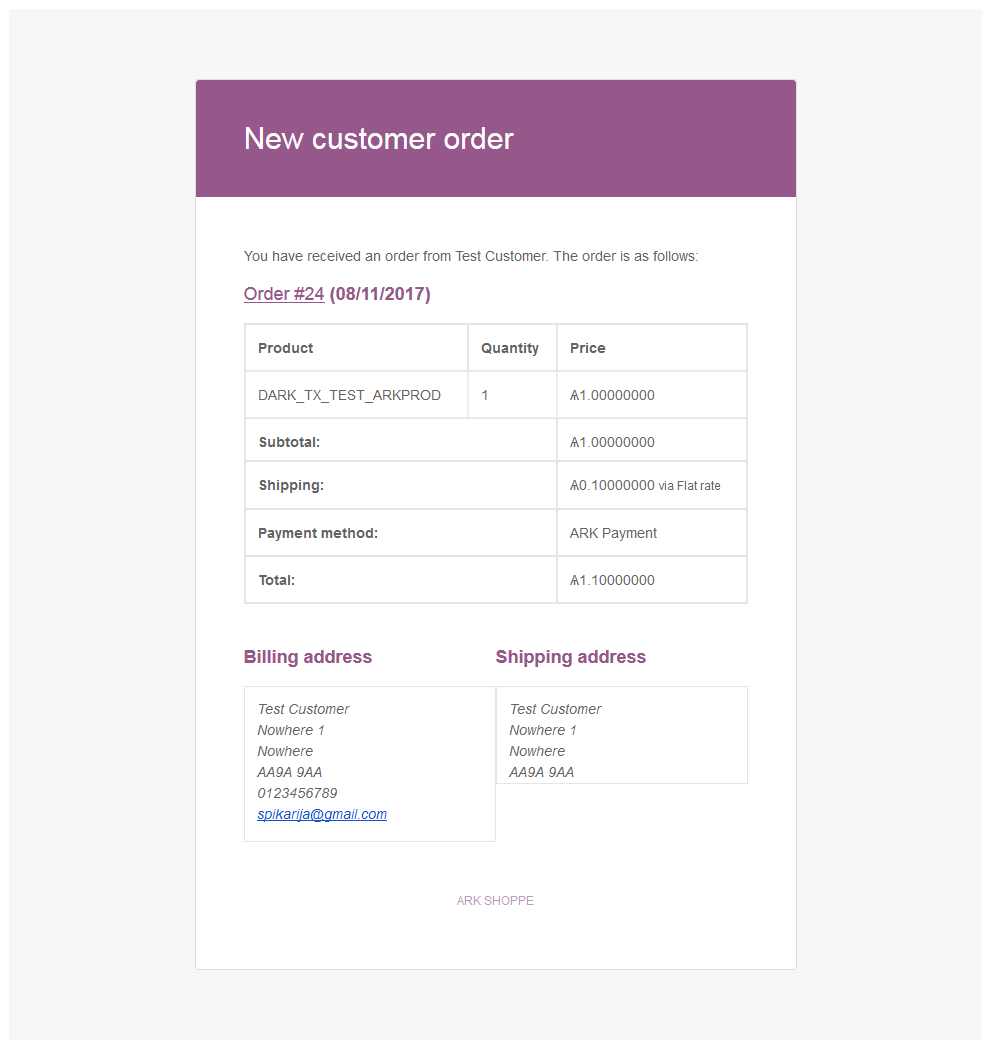 New customer order
You have received an order from Test Customer. The order is as follows:
Order #24 (08/11/2017)
Product Quantity Price
DARK_TX_TEST_ARKPROD 1 Ѧ1.00000000
Subtotal: Ѧ1.00000000
Shipping: Ѧ0.10000000 via Flat rate
Payment method: ARK Payment
Total: Ѧ1.10000000
Billing address
Test Customer
Nowhere 1
Nowhere
AA9A 9AA
0123456789
spikarija@gmail.com
Shipping address
Test Customer
Nowhere 1
Nowhere
AA9A 9AA
ARK SHOPPE